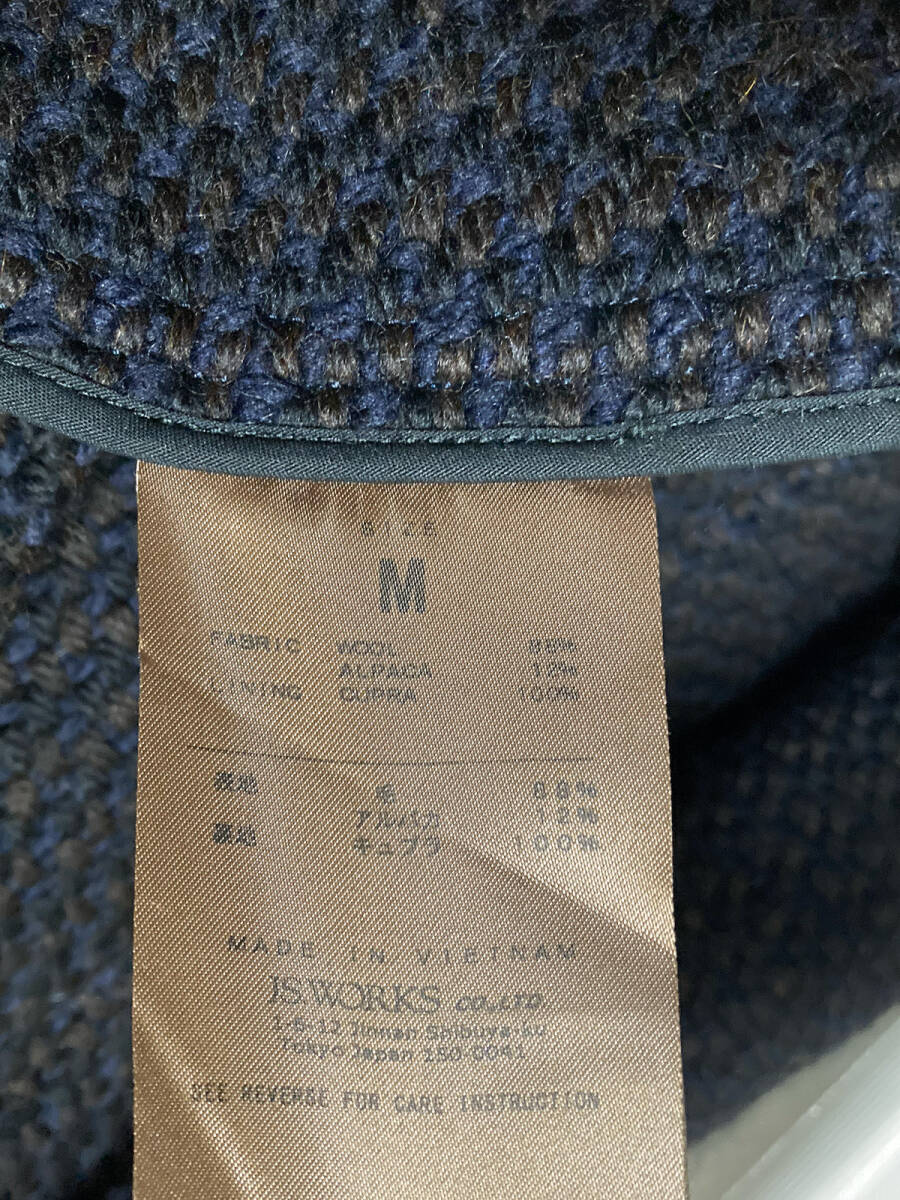 SIZE
M
FABRIC WOOL 88%
ALPACA 12%
LINING CUPRA 100%
表地 毛 88%
アルパカ 12%
裏地 キュプラ 100%
MADE IN VIETNAM
JS.WORKS CO.,LTD.
1-6-12 Jinnan Shibuya-ku
Tokyo Japan 150-0041
SEE REVERSE FOR CARE INSTRUCTION